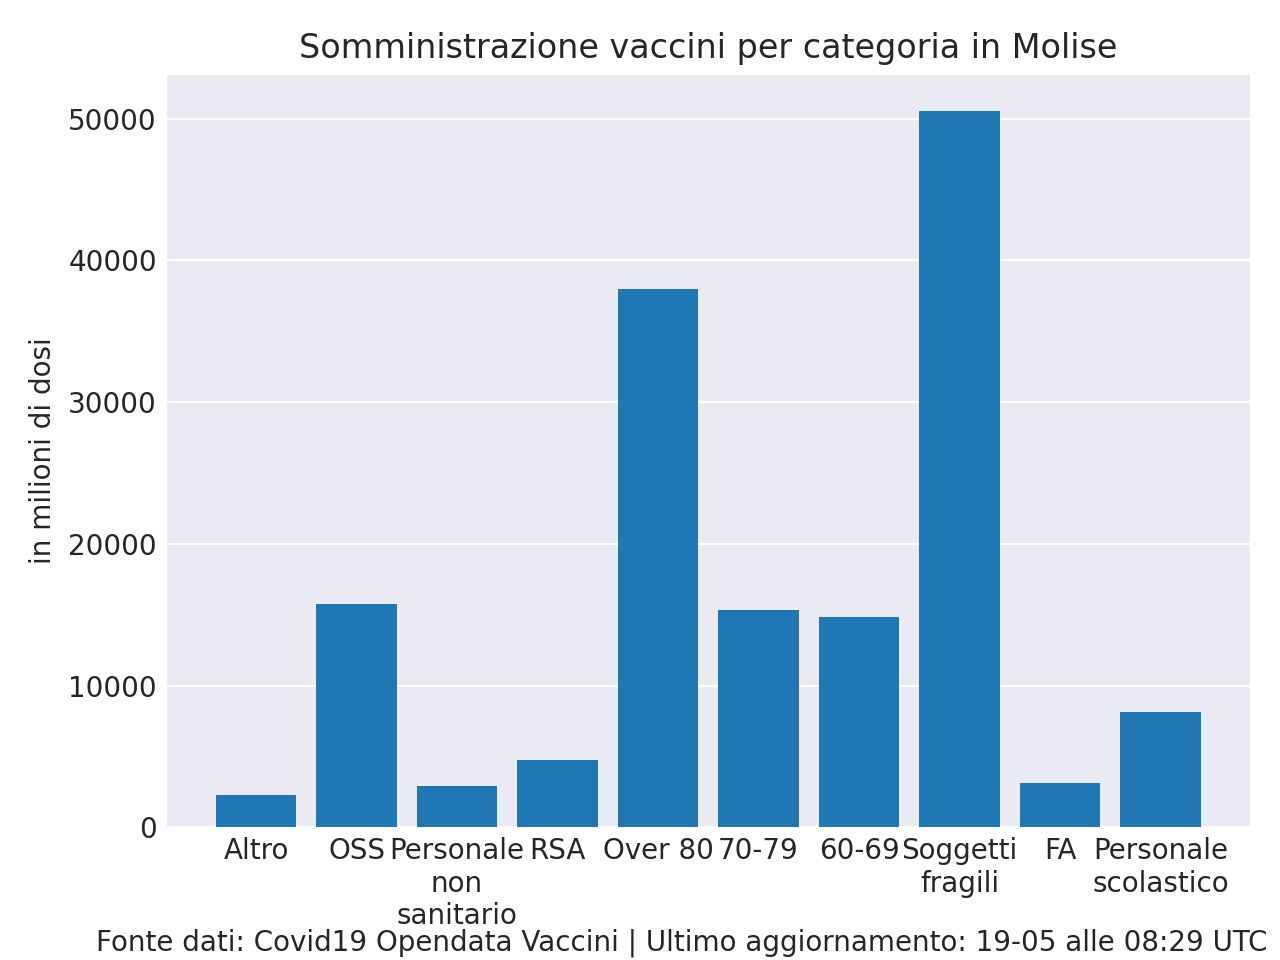 Somministrazione vaccini per categoria in Molise
in milioni di dosi
50000
40000
30000
20000
10000
0
Altro
OSS
Personale
non
sanitario
RSA
Over 80
70-79
60-69
Soggetti
fragili
FA
Personale
scolastico
Fonte dati: Covid19 Opendata Vaccini | Ultimo aggiornamento: 19-05 alle 08:29 UTC